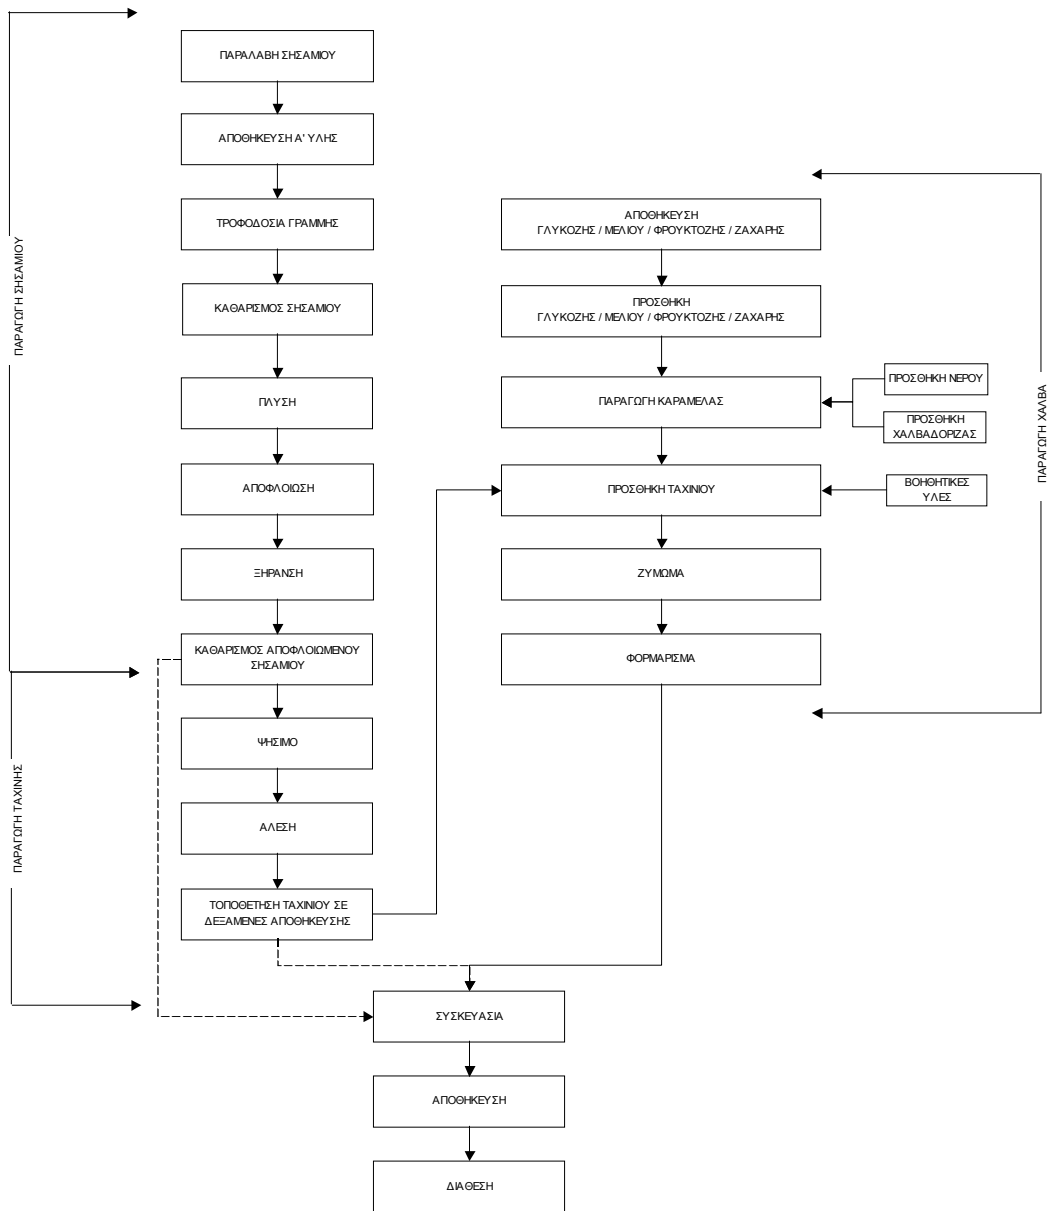 ΠΑΡΑΓΩΓΗ ΣΗΣΑΜΙΟΥ
ΠΑΡΑΓΩΓΗ ΤΑΧΙΝΗΣ
ΠΑΡΑΛΑΒΗ ΣΗΣΑΜΙΟΥ
ΑΠΟΘΗΚΕΥΣΗ Α' ΥΛΗΣ
ΤΡΟΦΟΔΟΣΙΑ ΓΡΑΜΜΗΣ
ΚΑΘΑΡΙΣΜΟΣ ΣΗΣΑΜΙΟΥ
ΠΛΥΣΗ
ΑΠΟΦΛΟΙΩΣΗ
ΞΗΡΑΝΣΗ
ΚΑΘΑΡΙΣΜΟΣ ΑΠΟΦΛΟΙΩΜΕΝΟΥ
ΣΗΣΑΜΙΟΥ
ΨΗΣΙΜΟ
ΑΛΕΣΗ
ΤΟΠΟΘΕΤΗΣΗ ΤΑΧΙΝΙΟΥ ΣΕ
ΔΕΞΑΜΕΝΕΣ ΑΠΟΘΗΚΕΥΣΗΣ
ΑΠΟΘΗΚΕΥΣΗ
ΓΛΥΚΟΖΗΣ / ΜΕΛΙΟΥ / ΦΡΟΥΚΤΟΖΗΣ / ΖΑΧΑΡΗΣ
ΠΡΟΣΘΗΚΗ
ΓΛΥΚΟΖΗΣ / ΜΕΛΙΟΥ / ΦΡΟΥΚΤΟΖΗΣ / ΖΑΧΑΡΗΣ
ΠΑΡΑΓΩΓΗ ΚΑΡΑΜΕΛΑΣ
ΠΡΟΣΘΗΚΗ ΝΕΡΟΥ
ΠΡΟΣΘΗΚΗ
ΧΑΛΒΑΔΟΡΙΖΑΣ
ΠΡΟΣΘΗΚΗ ΤΑΧΙΝΙΟΥ
ΒΟΗΘΗΤΙΚΕΣ
ΥΛΕΣ
ΖΥΜΩΜΑ
ΦΟΡΜΑΡΙΣΜΑ
ΠΑΡΑΓΩΓΗ ΧΑΛΒΑ
ΣΥΣΚΕΥΑΣΙΑ
ΑΠΟΘΗΚΕΥΣΗ
ΔΙΑΘΕΣΗ